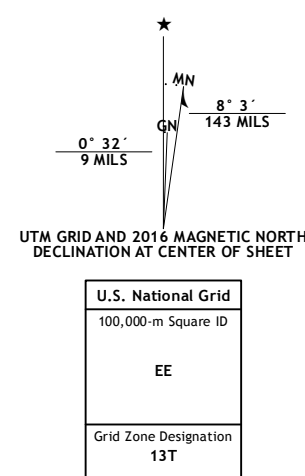 ★
MN
8° 3´
143 MILS
GN
0° 32´
9 MILS
UTM GRID AND 2016 MAGNETIC NORTH
DECLINATION AT CENTER OF SHEET
U.S. National Grid
100,000-m Square ID
EE
Grid Zone Designation
13T